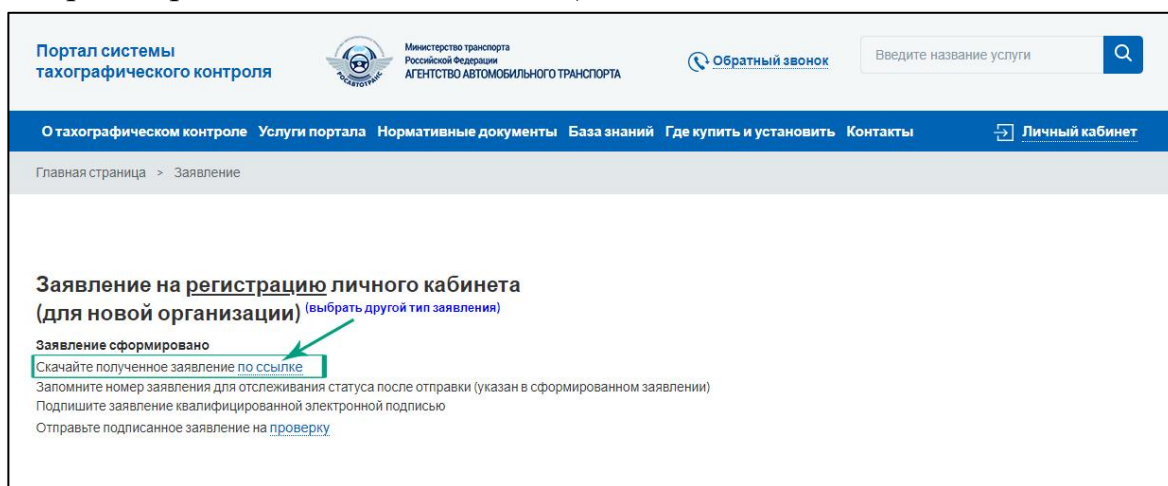 Портал системы
тахографического контроля
РОСАВТОТРАНС
Министерство транспорта
Российской Федерации
АГЕНТСТВО АВТОМОБИЛЬНОГО ТРАНСПОРТА
Обратный звонок
Введите название услуги
О тахографическом контроле Услуги портала Нормативные документы База знаний Где купить и установить Контакты Личный кабинет
Главная страница > Заявление
Заявление на регистрацию личного кабинета
(для новой организации) (выбрать другой тип заявления)
Заявление сформировано
Скачайте полученное заявление по ссылке
Запомните номер заявления для отслеживания статуса после отправки (указан в сформированном заявлении)
Подпишите заявление квалифицированной электронной подписью
Отправьте подписанное заявление на проверку